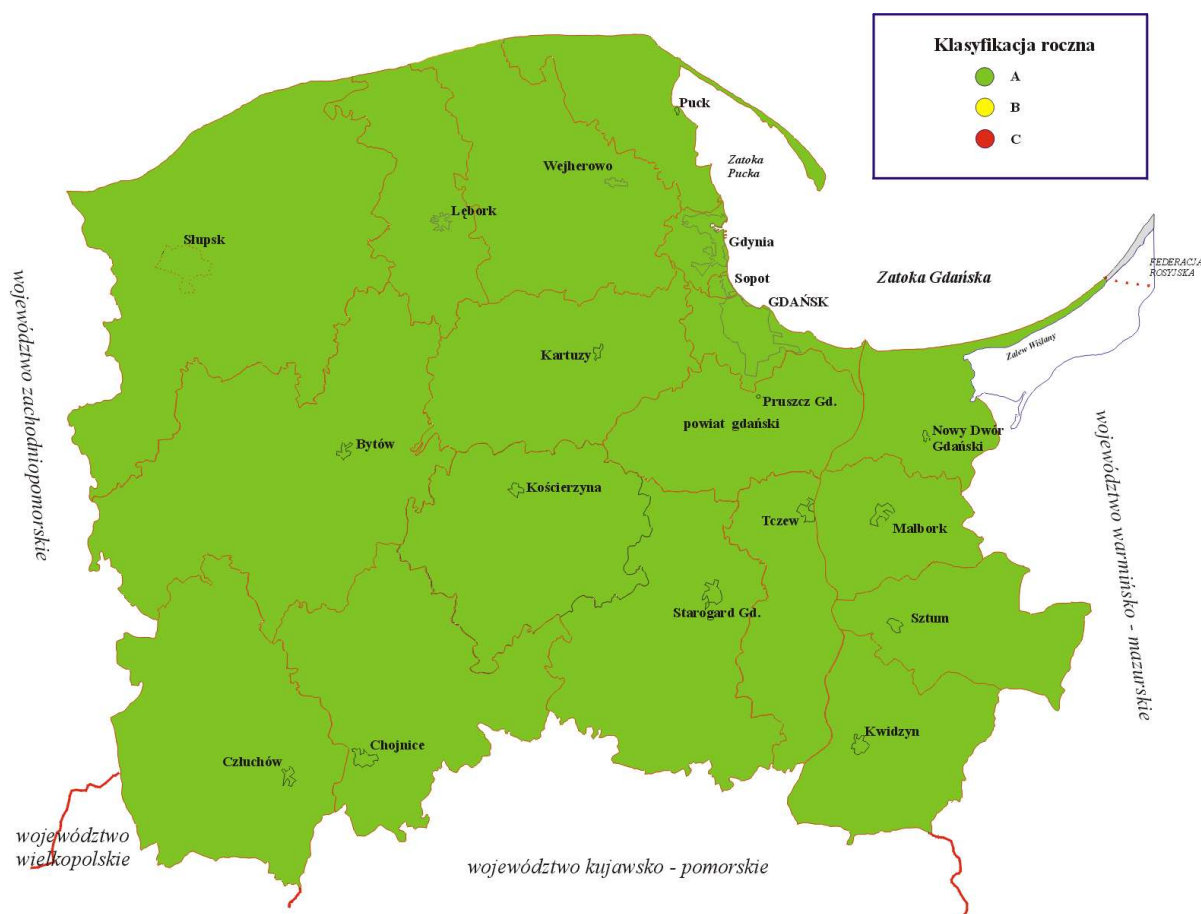 Klasyfikacja roczna
A
B
C
Puck
Zatoka
Pucka
Wejherowo
Lębork
Słupsk
Gdynia
Sopot
GDAŃSK
Zatoka Gdańska
FEDERACJA
ROSYJSKA
Zalew Wiślany
Kartuzy
Pruszcz Gd.
powiat gdański
Nowy Dwór
Gdański
Bytów
Kościerzyna
Tczew
Malbork
Starogard Gd.
Sztum
Kwidzyn
Chojnice
Człuchów
województwo zachodniopomorskie
województwo warmińsko - mazurskie
województwo
wielkopolskie
województwo kujawsko - pomorskie